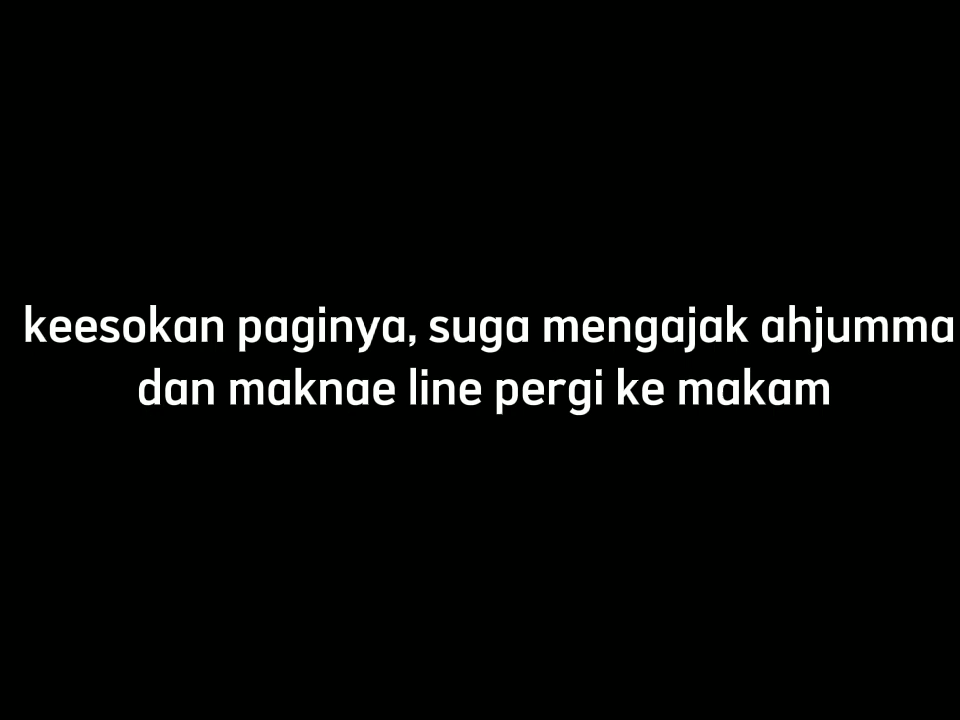 keesokan paginya, suga mengajak ahjumma
dan maknae line pergi ke makam